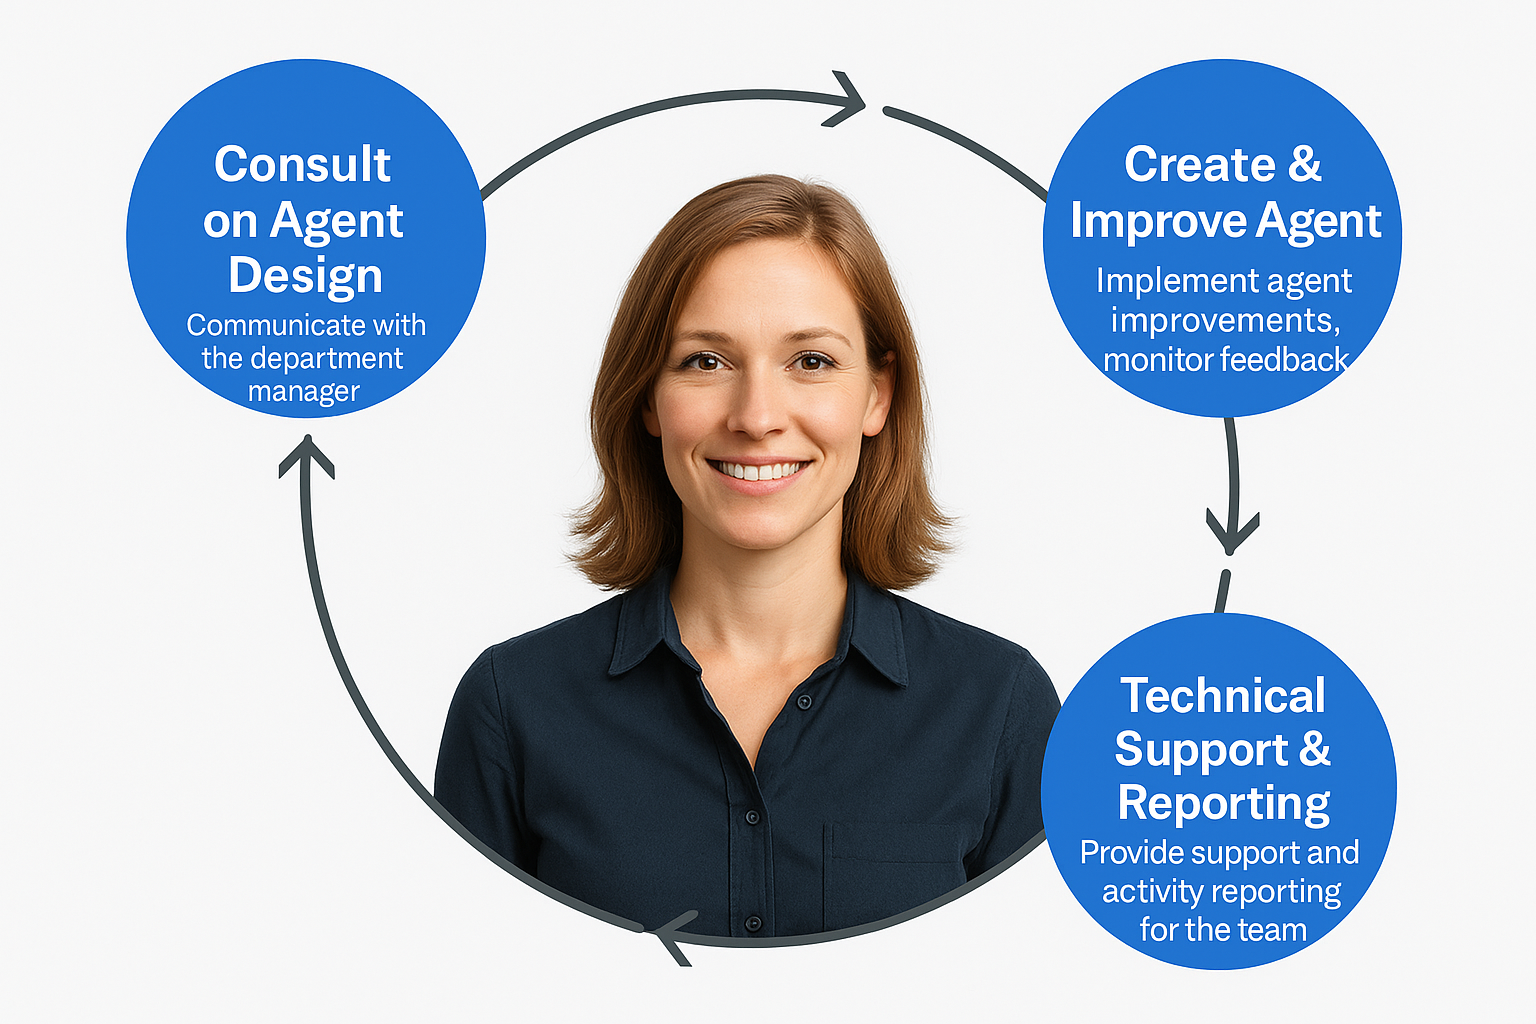 Consult
on Agent
Design
Communicate with
the department
manager
Create &
Improve Agent
Implement agent
improvements,
monitor feedback
Technical
Support &
Reporting
Provide support and
activity reporting
for the team